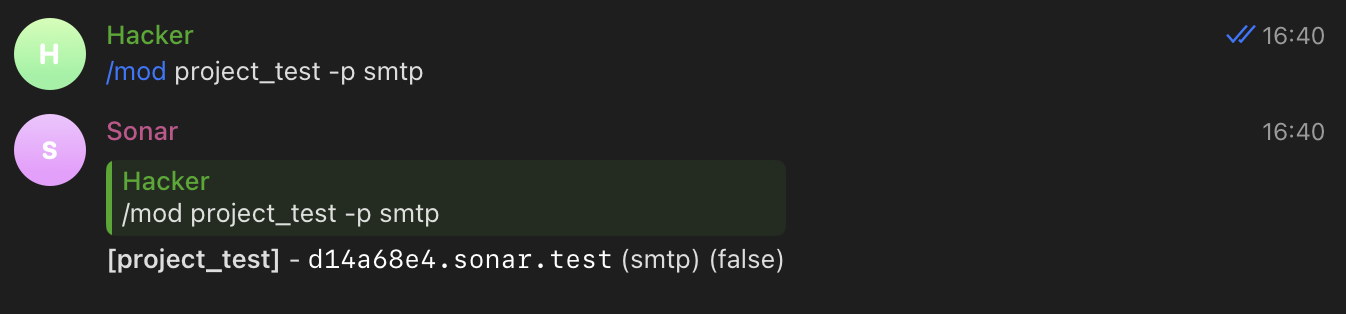 H
Hacker
16:40
/mod project_test -p smtp
S
Sonar
16:40
Hacker
/mod project_test -p smtp
[project_test] - d14a68e4.sonar.test (smtp) (false)